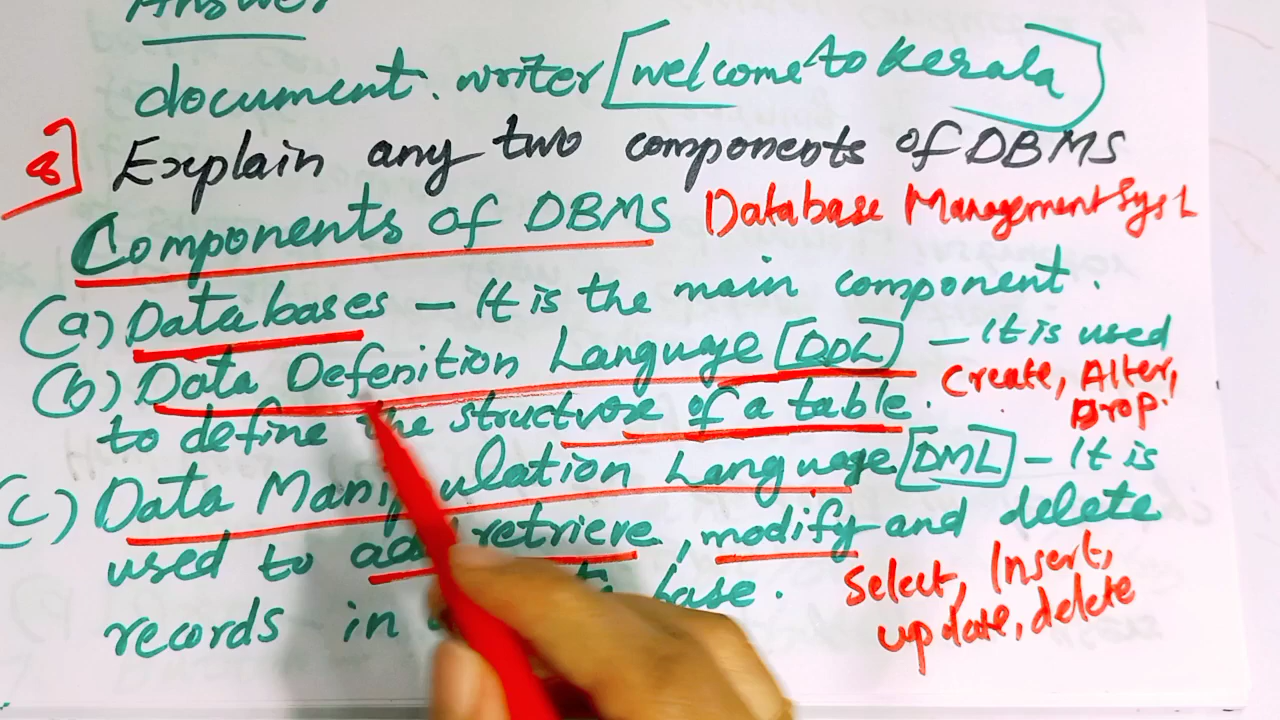 Answer
document.writer [welcome to kerala]
8] Explain any two components of DBMS
Components of DBMS Database Management Syst
(a) Databases – It is the main component.
(b) Data Defenition Language [DDL] – It is used
to define the structure of a table. Create, Alter,
Drop.
(c) Data Manipulation Language [DML] – It is
used to retrieve, modify and delete
records in base.
Select, Insert,
update, delete